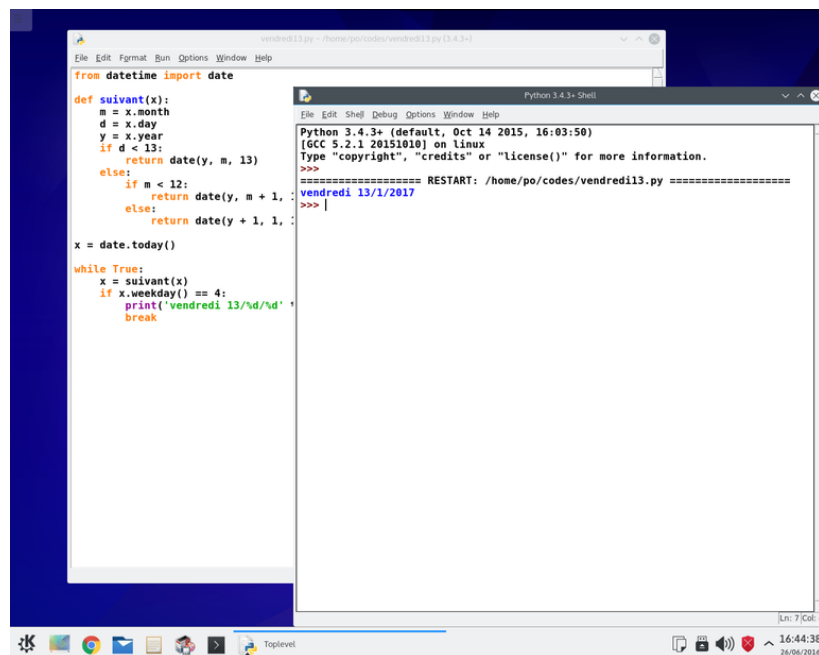 vendredi13.py - /home/po/codes/vendredi13.py (3.4.3+)
File Edit Format Run Options Window Help
from datetime import date
def suivant(x):
m = x.month
d = x.day
y = x.year
if d < 13:
return date(y, m, 13)
else:
if m < 12:
return date(y, m + 1,
else:
return date(y + 1, 1,
x = date.today()
while True:
x = suivant(x)
if x.weekday() == 4:
print('vendredi 13/%d/%d'
break
Python 3.4.3+ Shell
File Edit Shell Debug Options Window Help
Python 3.4.3+ (default, Oct 14 2015, 16:03:50)
[GCC 5.2.1 20151010] on linux
Type "copyright", "credits" or "license()" for more information.
>>>
=================== RESTART: /home/po/codes/vendredi13.py ===================
vendredi 13/1/2017
>>>
Ln: 7 Col:
Toplevel
16:44:38
26/06/2016